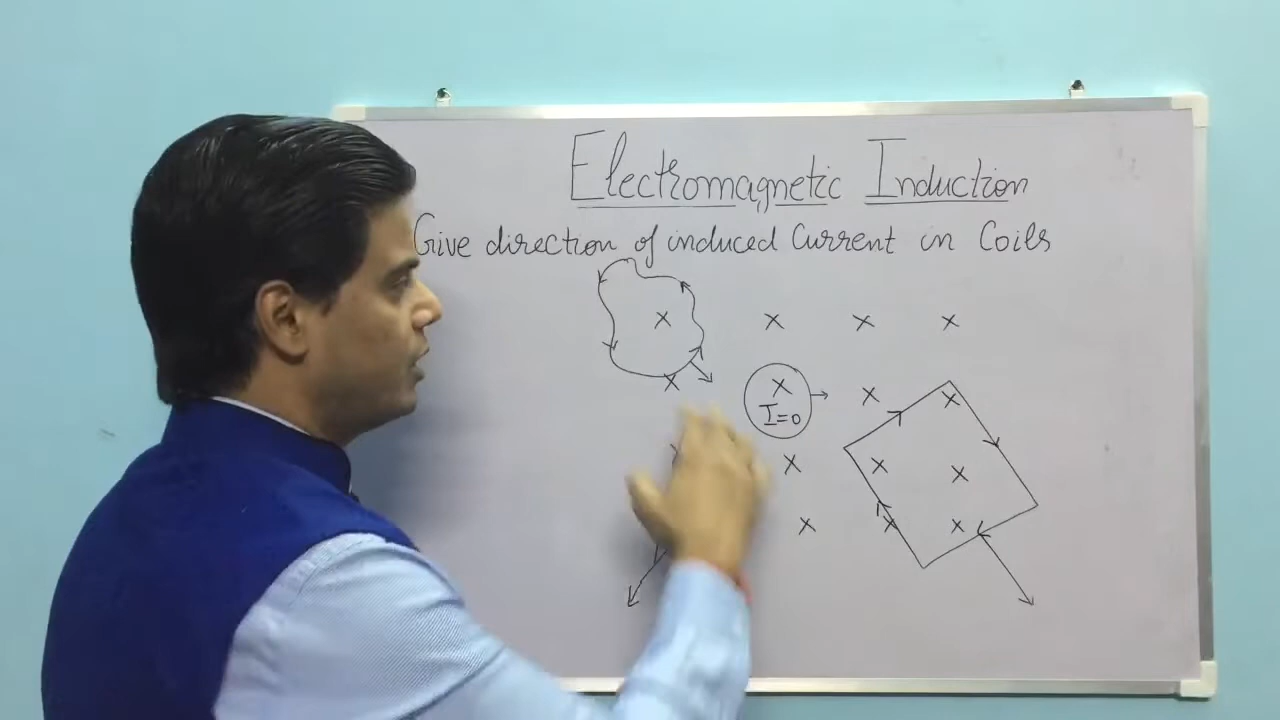 Electromagnetic Induction
Give direction of induced Current in Coils
x x x x
x x x x
I=0
x x x x
x x x